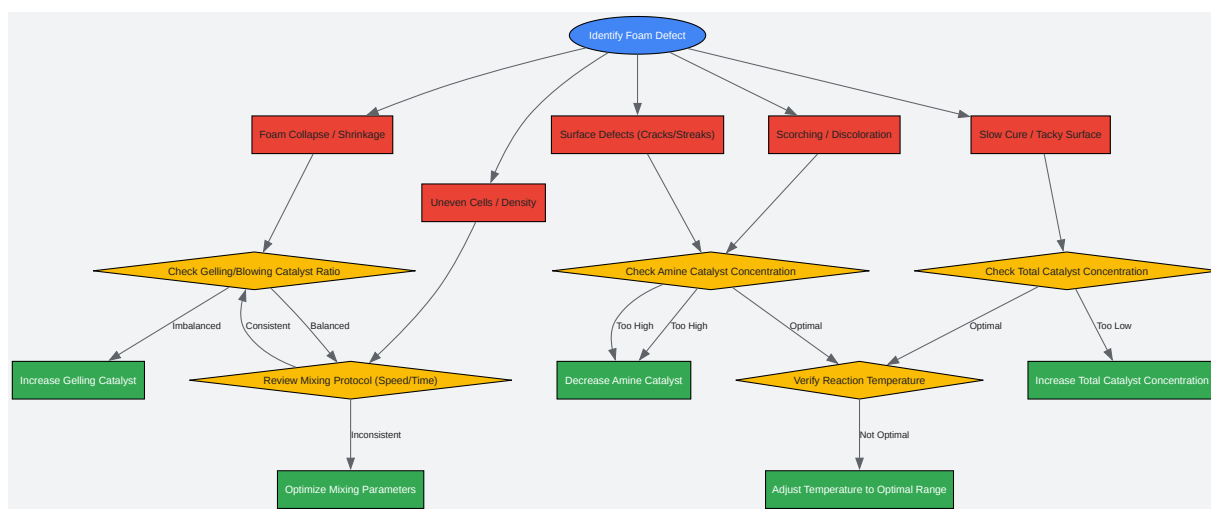 Identify Foam Defect
Foam Collapse / Shrinkage
Surface Defects (Cracks/Streaks)
Scorching / Discoloration
Slow Cure / Tacky Surface
Uneven Cells / Density
Check Gelling/Blowing Catalyst Ratio
Check Amine Catalyst Concentration
Check Total Catalyst Concentration
Imbalanced
Consistent
Balanced
Too High
Too High
Optimal
Optimal
Too Low
Increase Gelling Catalyst
Review Mixing Protocol (Speed/Time)
Decrease Amine Catalyst
Verify Reaction Temperature
Increase Total Catalyst Concentration
Inconsistent
Not Optimal
Optimize Mixing Parameters
Adjust Temperature to Optimal Range